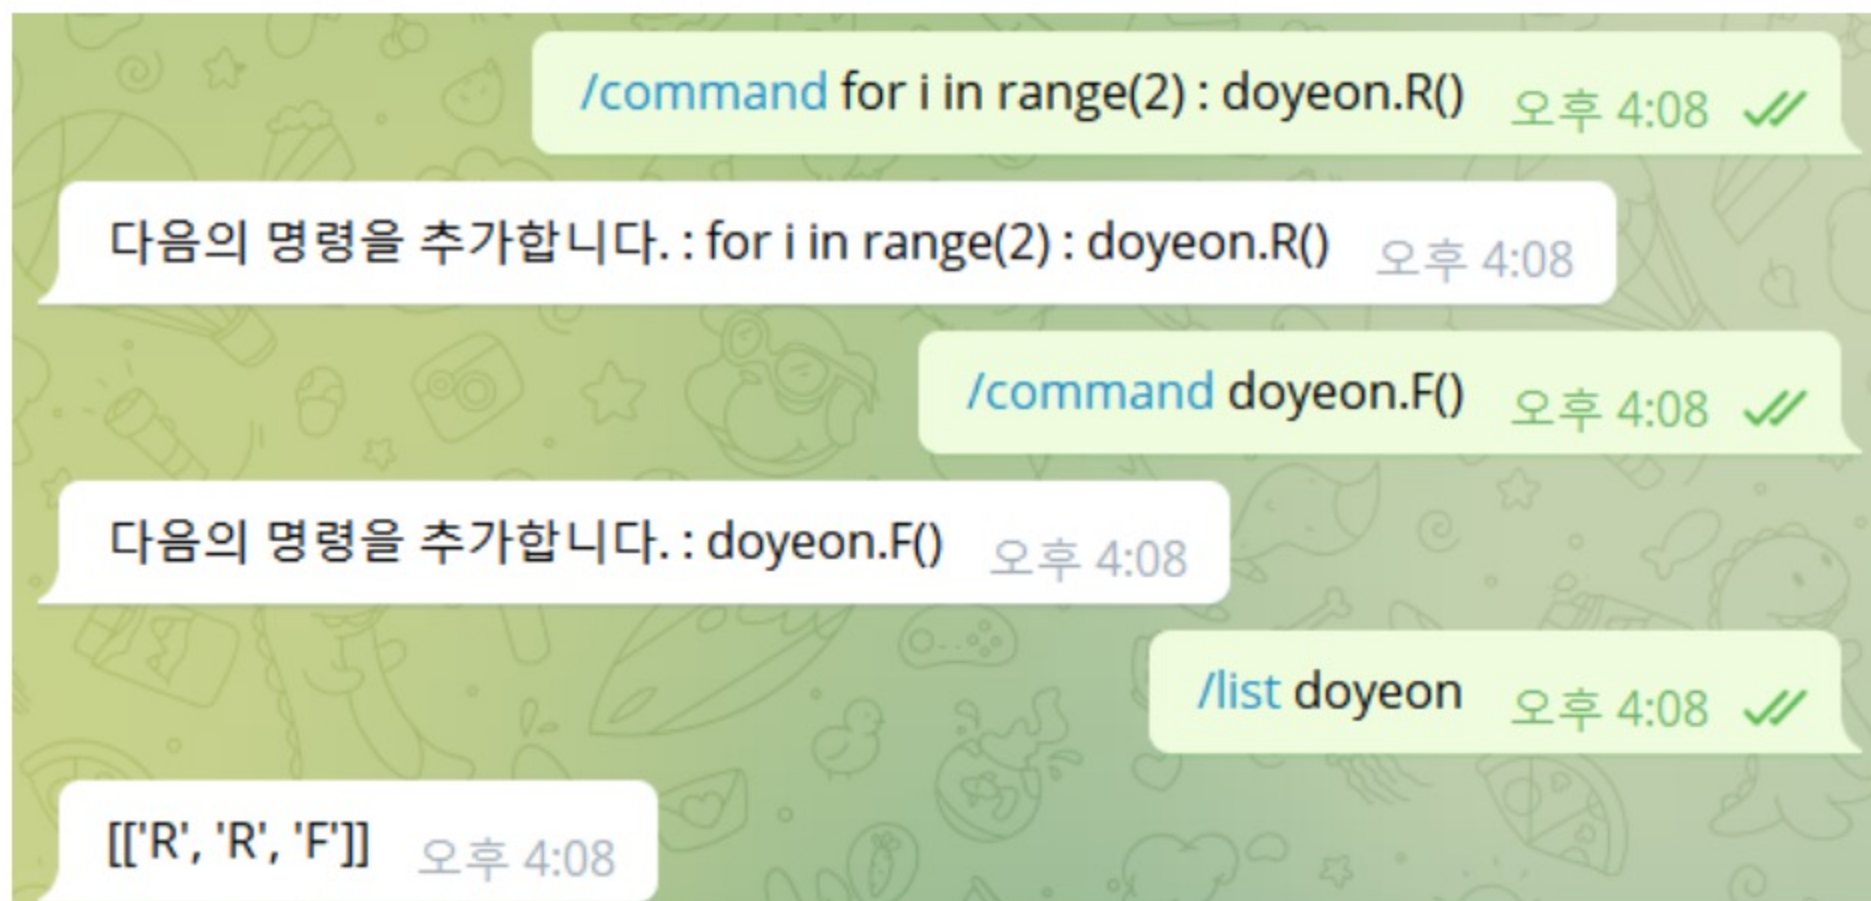 /command for i in range(2) : doyeon.R() 오후 4:08
다음의 명령을 추가합니다. : for i in range(2) : doyeon.R() 오후 4:08
/command doyeon.F() 오후 4:08
다음의 명령을 추가합니다. : doyeon.F() 오후 4:08
/list doyeon 오후 4:08
[['R', 'R', 'F']] 오후 4:08